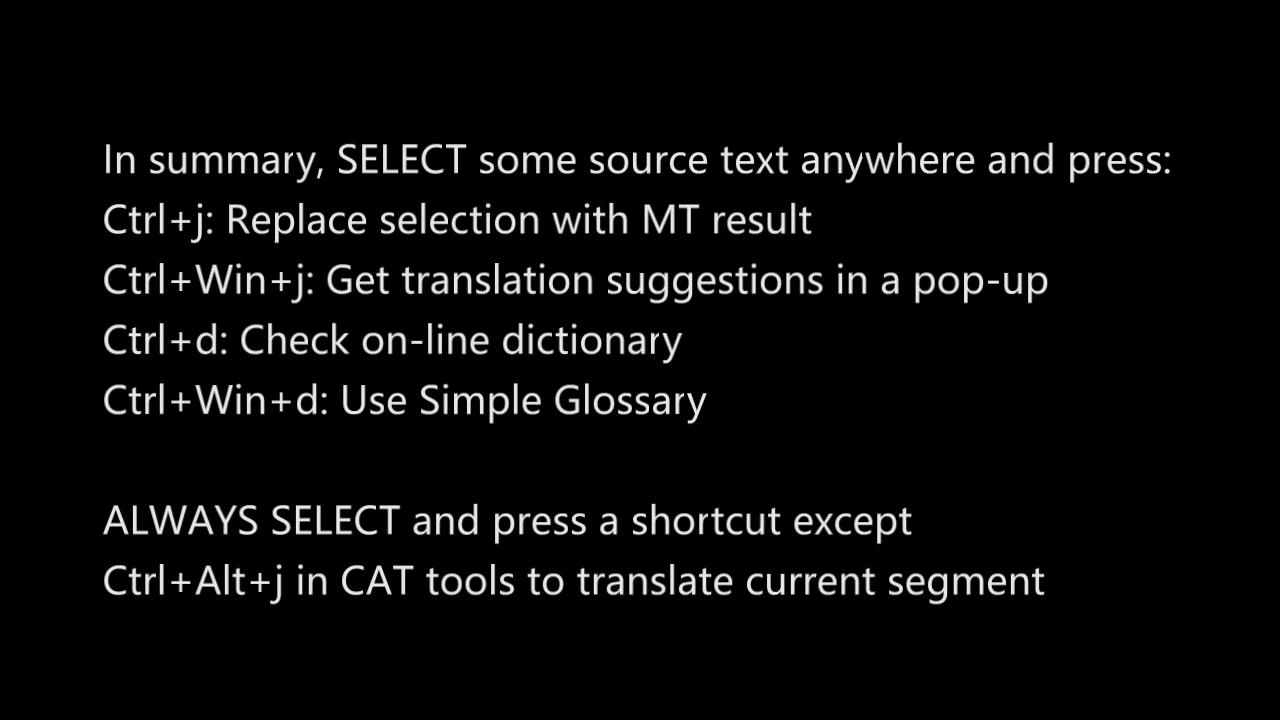 In summary, SELECT some source text anywhere and press:
Ctrl+j: Replace selection with MT result
Ctrl+Win+j: Get translation suggestions in a pop-up
Ctrl+d: Check on-line dictionary
Ctrl+Win+d: Use Simple Glossary
ALWAYS SELECT and press a shortcut except
Ctrl+Alt+j in CAT tools to translate current segment